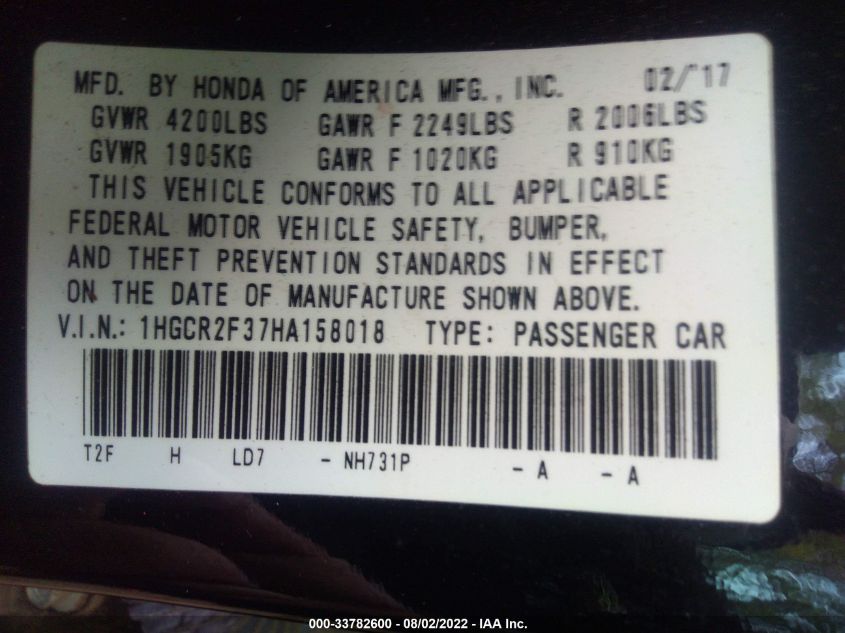 MFD. BY HONDA OF AMERICA MFG., INC. 02/17
GVWR 4200LBS GAWR F 2249LBS R 2006LBS
GVWR 1905KG GAWR F 1020KG R 910KG
THIS VEHICLE CONFORMS TO ALL APPLICABLE
FEDERAL MOTOR VEHICLE SAFETY, BUMPER,
AND THEFT PREVENTION STANDARDS IN EFFECT
ON THE DATE OF MANUFACTURE SHOWN ABOVE.
V.I.N.: 1HGCR2F37HA158018 TYPE: PASSENGER CAR
T2F H LD7 - NH731P - A - A
000-33782600 - 08/02/2022 - IAA Inc.